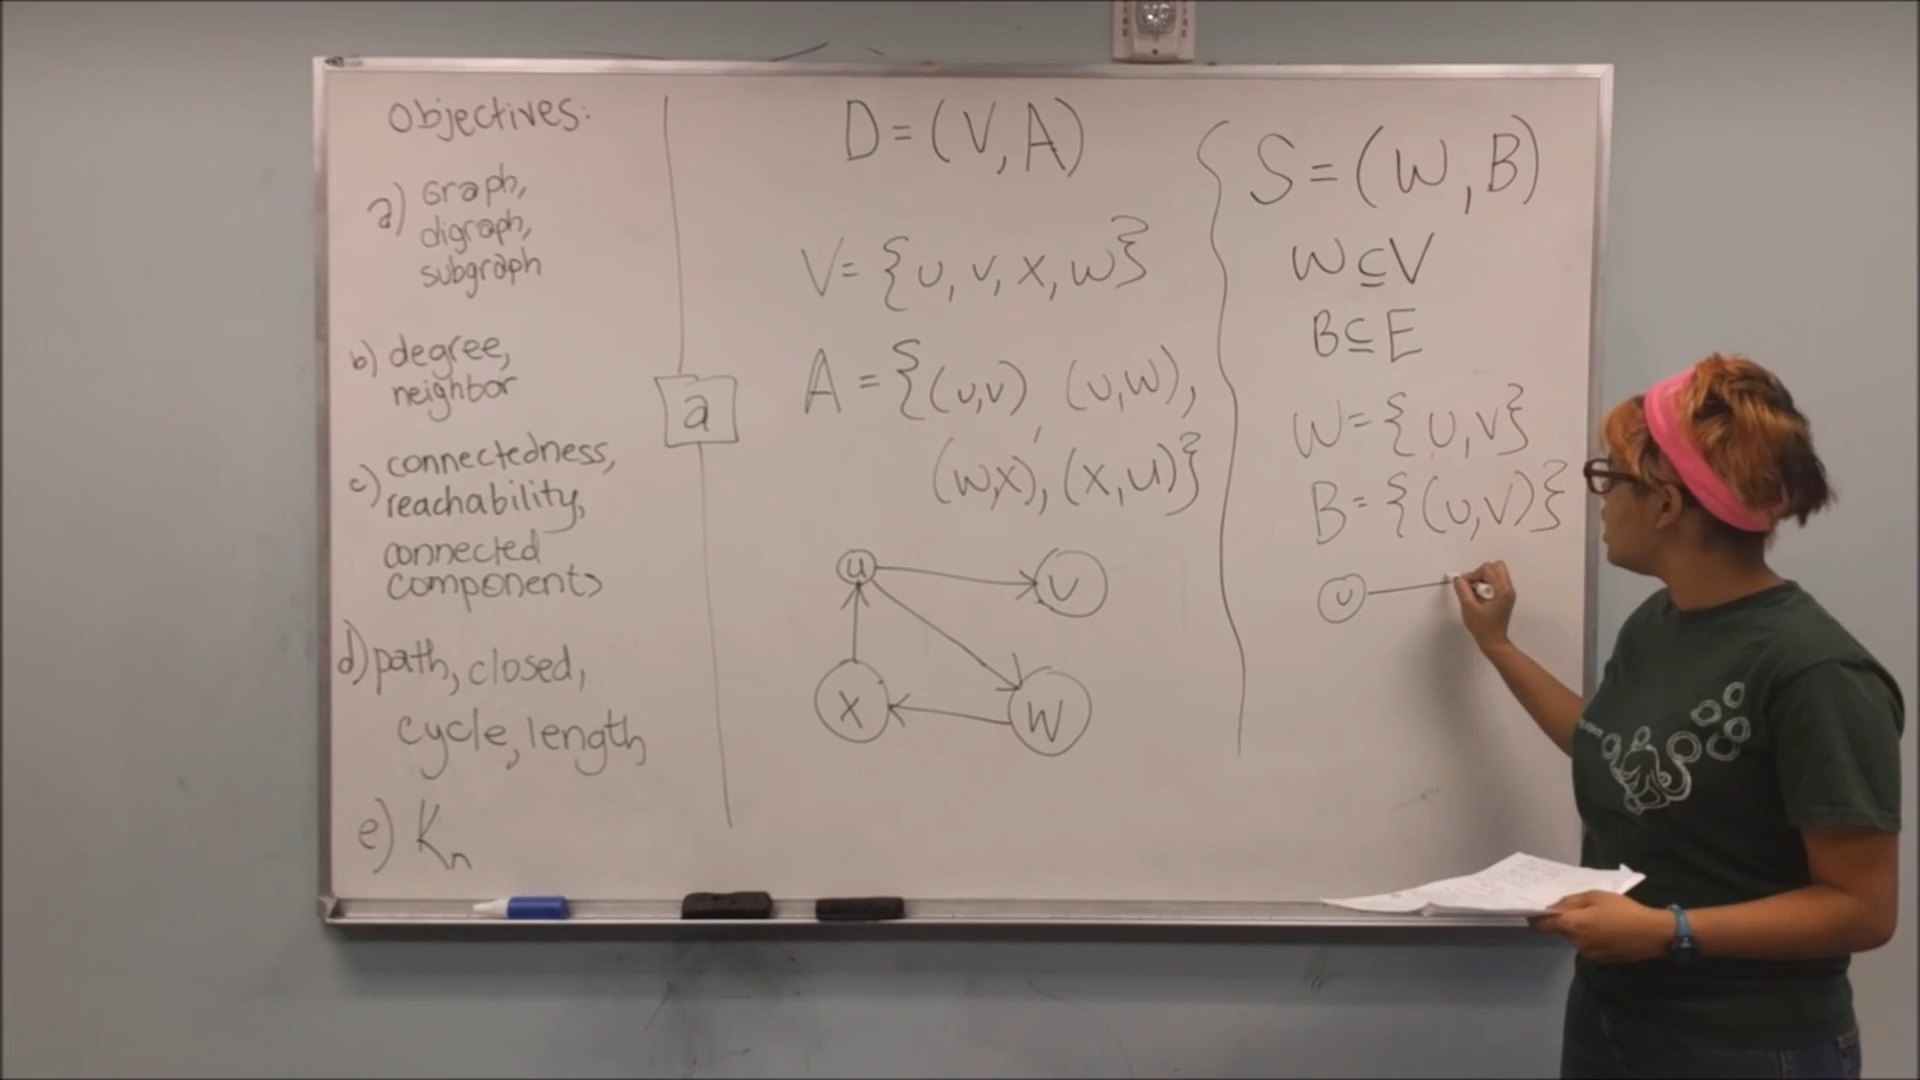 Objectives:
a) Graph,
digraph,
subgraph
b) degree,
neighbor
c) connectedness,
reachability,
connected
components
d) path, closed,
cycle, length,
e) Kn
a
D = (V, A)
V = {u, v, x, w}
A = {(u,v), (u,w),
(w,x), (x,u)}
u
v
x
w
S = (W, B)
W ⊆ V
B ⊆ E
W = {u, v}
B = {(u,v)}
u